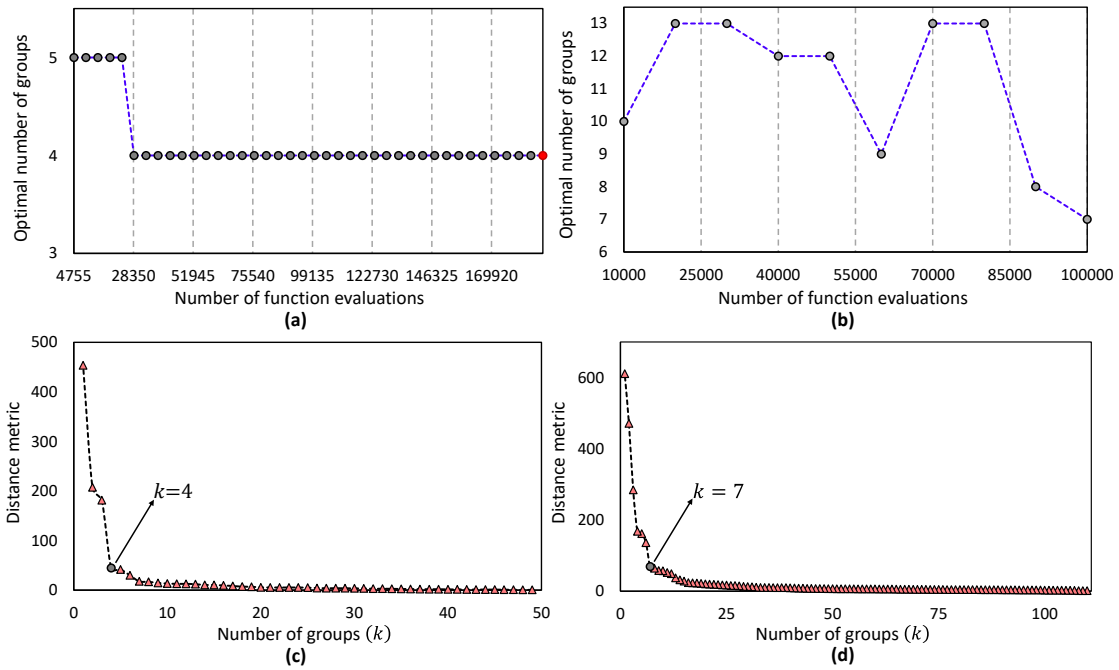 Optimal number of groups
5
4
3
4755 28350 51945 75540 99135 122730 146325 169920
Number of function evaluations
(a)
Optimal number of groups
13
12
11
10
9
8
7
6
10000 25000 40000 55000 70000 85000 100000
Number of function evaluations
(b)
Distance metric
500
400
300
200
100
0
k=4
0 10 20 30 40 50
Number of groups (k)
(c)
Distance metric
600
400
200
0
k = 7
0 25 50 75 100
Number of groups (k)
(d)